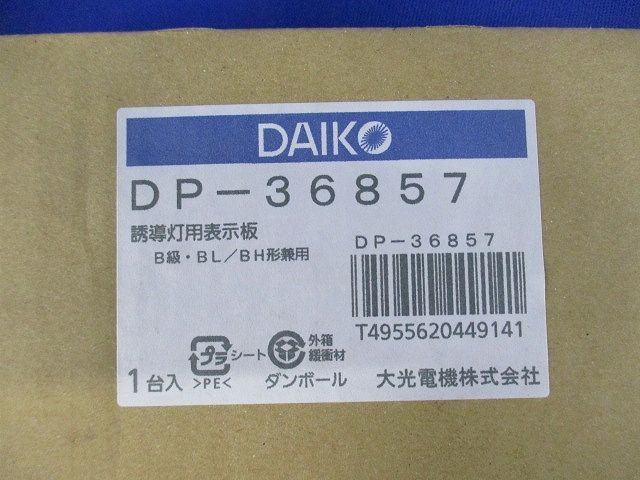 DAIKO
DP-36857
誘導灯用表示板
B級・BL/BH形兼用
DP-36857
T4955620449141
プラ シート
外箱
緩衝材
1台入 >PE< ダンボール 大光電機株式会社